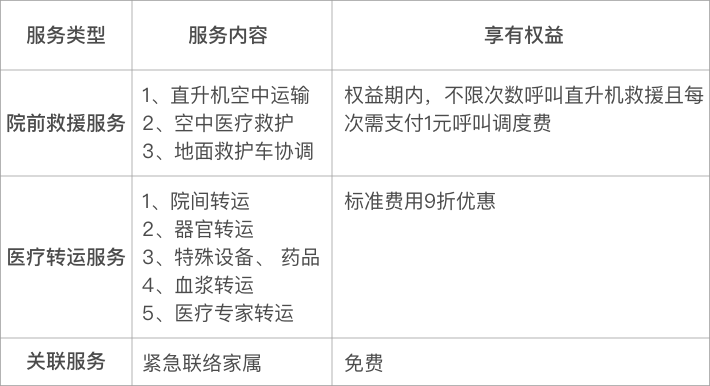 服务类型 服务内容 享有权益
院前救援服务
1、直升机空中运输
2、空中医疗救护
3、地面救护车协调
权益期内，不限次数呼叫直升机救援且每
次需支付1元呼叫调度费
医疗转运服务
1、院间转运
2、器官转运
3、特殊设备、 药品
4、血浆转运
5、医疗专家转运
标准费用9折优惠
关联服务 紧急联络家属 免费